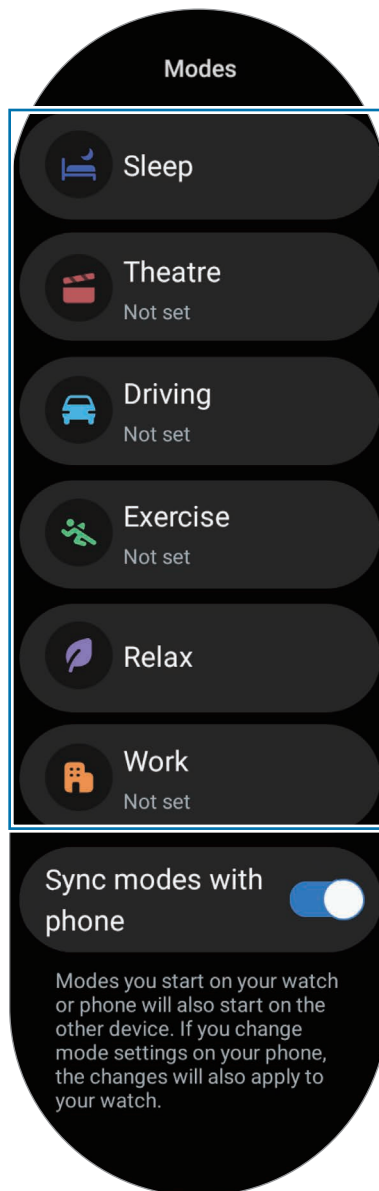 Modes
Sleep
Theatre
Not set
Driving
Not set
Exercise
Not set
Relax
Work
Not set
Sync modes with
phone
Modes you start on your watch
or phone will also start on the
other device. If you change
mode settings on your phone,
the changes will also apply to
your watch.